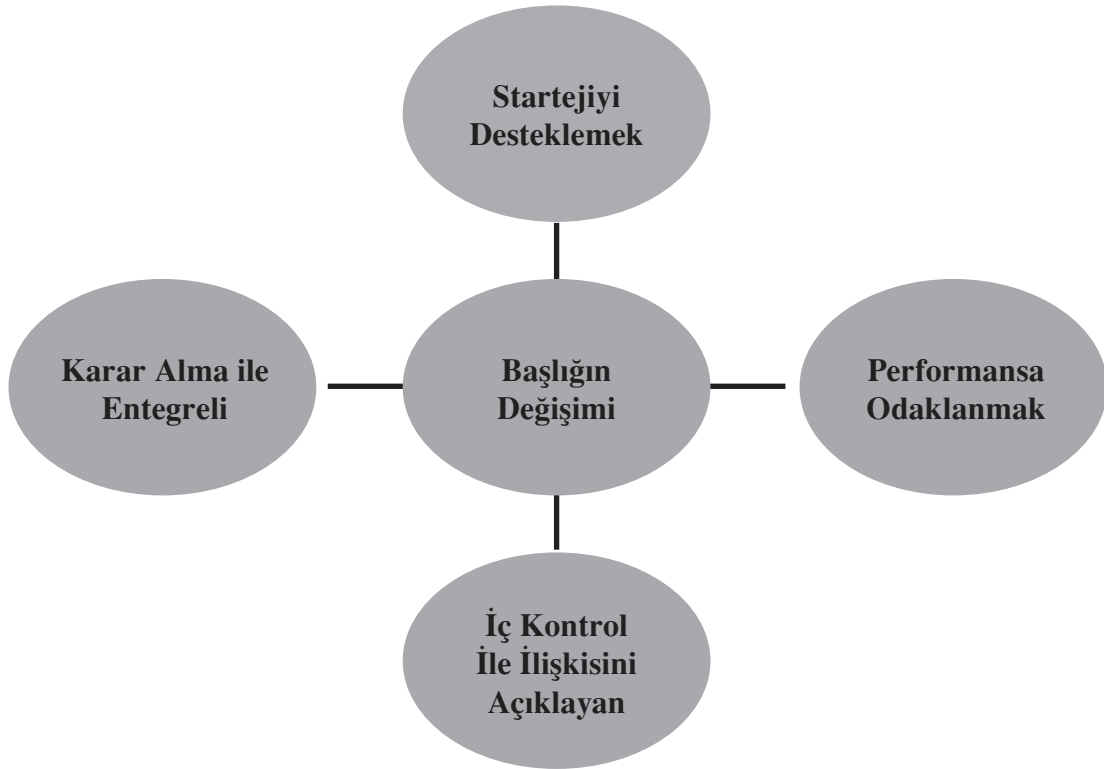 Startejiyi
Desteklemek
Karar Alma ile
Entegreli
Başlığın
Değişimi
Performansa
Odaklanmak
İç Kontrol
İle İlişkisini
Açıklayan